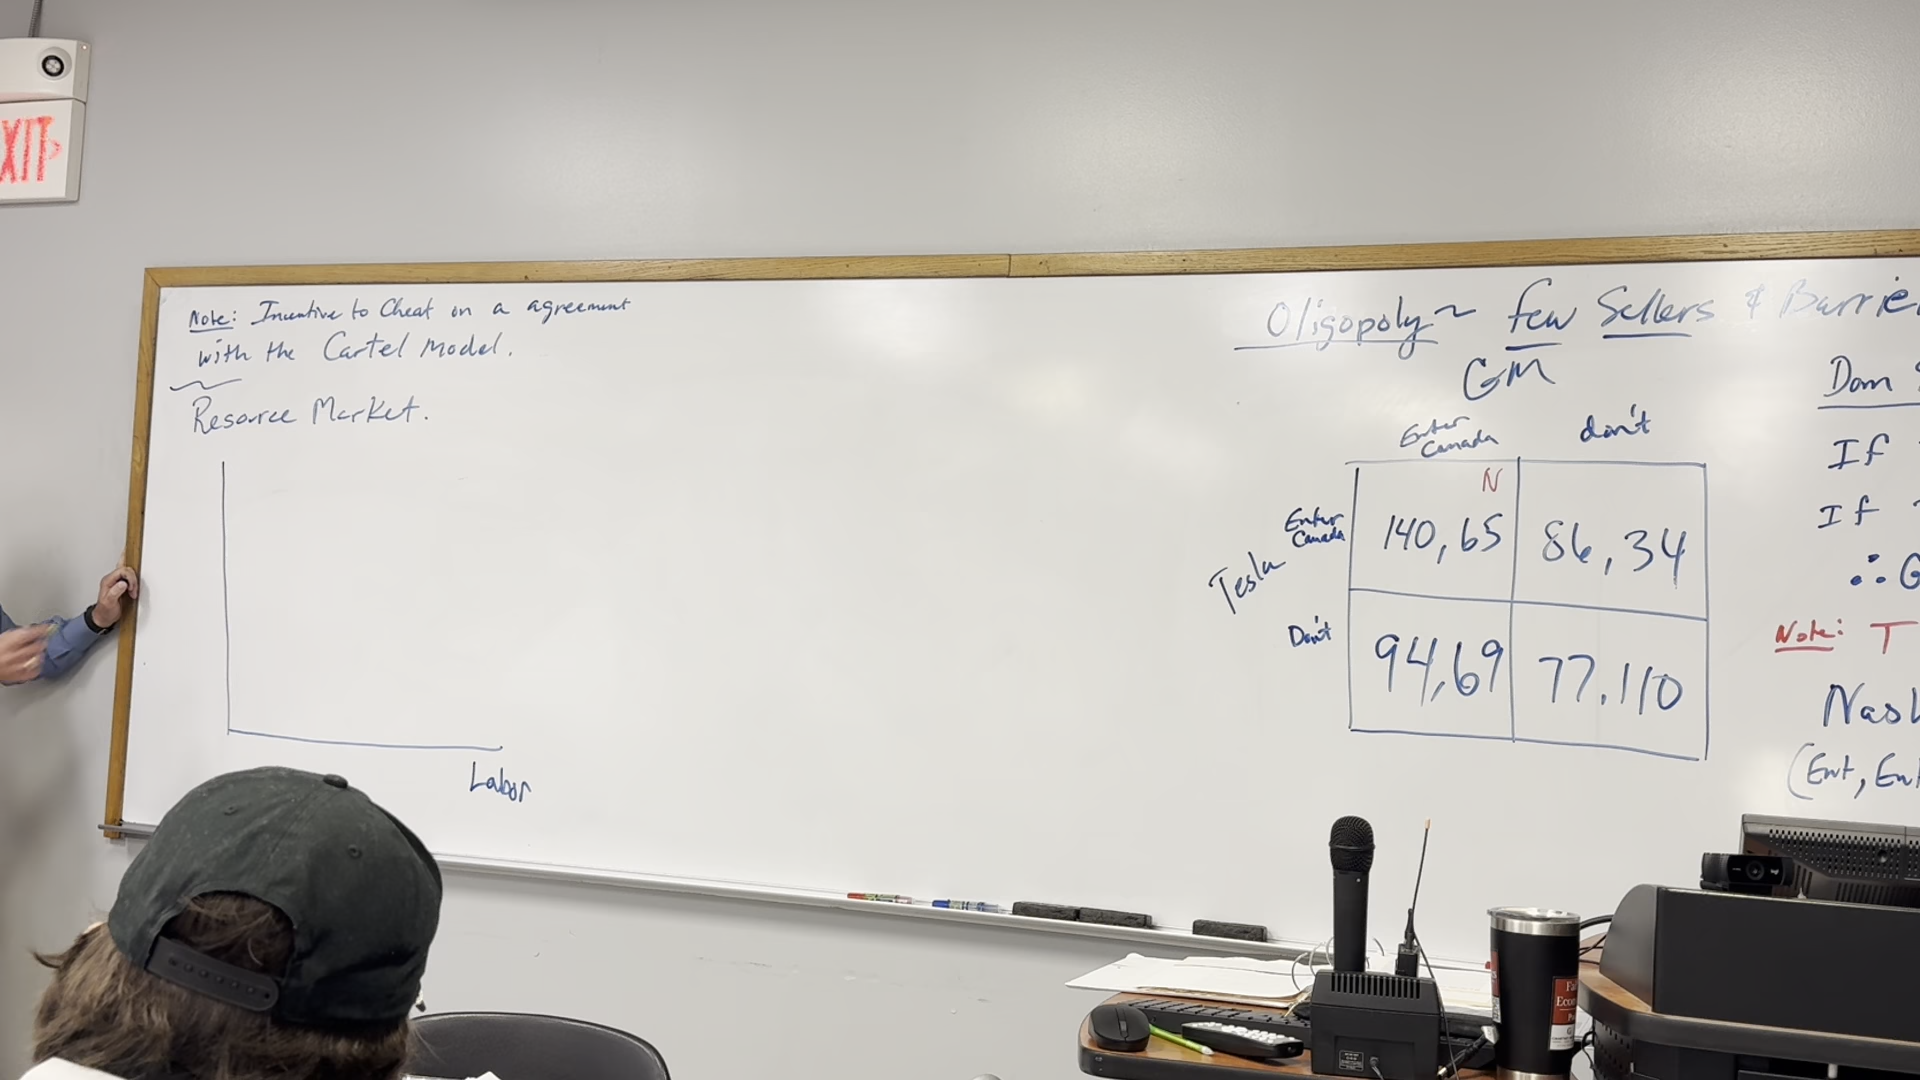 EXIT
Note: Incentive to Cheat on a agreement
with the Cartel Model.
Resource Market.
Labor
Oligopoly ~ few Sellers & Barrie
GM
Enter Canada
don't
Tesla
Enter Canada
N
140,65
86,34
Don't
94,69
77,110
Dom
If
If
∴ G
Note: T
Nash
(Ent, Ent